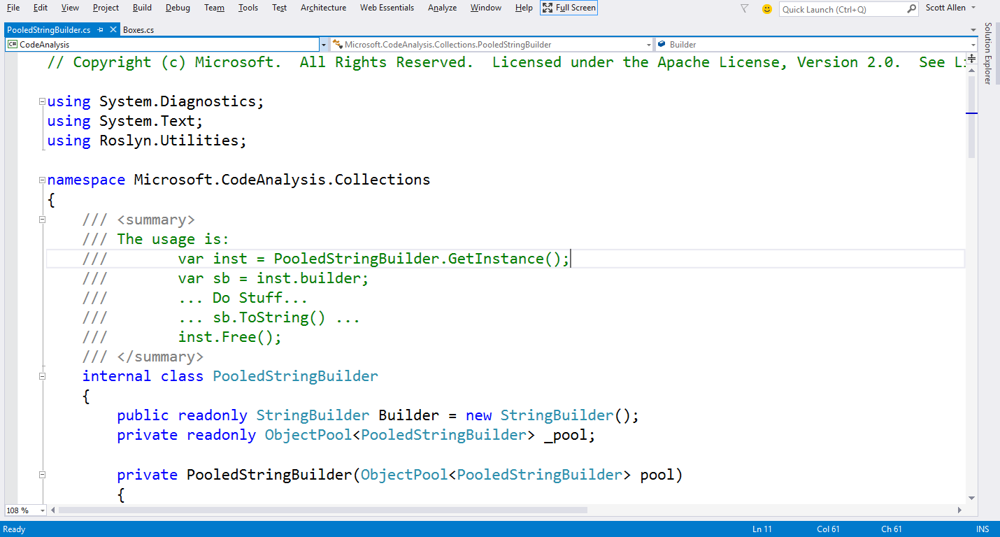 File Edit View Project Build Debug Team Tools Test Architecture Web Essentials Analyze Window Help Full Screen Quick Launch (Ctrl+Q) Scott Allen
PooledStringBuilder.cs Boxes.cs
C# CodeAnalysis Microsoft.CodeAnalysis.Collections.PooledStringBuilder Builder
Solution Explorer
// Copyright (c) Microsoft.  All Rights Reserved.  Licensed under the Apache License, Version 2.0.  See Li
using System.Diagnostics;
using System.Text;
using Roslyn.Utilities;
namespace Microsoft.CodeAnalysis.Collections
{
/// <summary>
/// The usage is:
///        var inst = PooledStringBuilder.GetInstance();
///        var sb = inst.builder;
///        ... Do Stuff...
///        ... sb.ToString() ...
///        inst.Free();
/// </summary>
internal class PooledStringBuilder
{
public readonly StringBuilder Builder = new StringBuilder();
private readonly ObjectPool<PooledStringBuilder> _pool;
private PooledStringBuilder(ObjectPool<PooledStringBuilder> pool)
{
108 %
Ready Ln 11 Col 61 Ch 61 INS